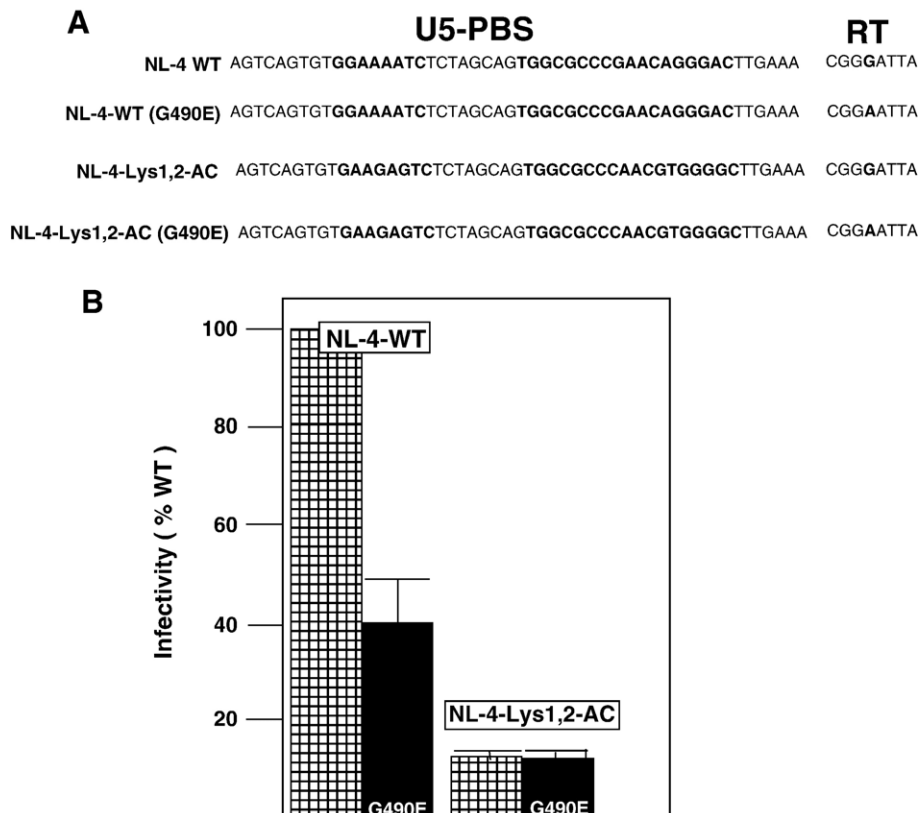 A
U5-PBS
RT
NL-4 WT AGTCAGTGTGGAAAATCTCTAGCAGTGGCGCCCGAACAGGGACTTGAAA CGGGATTA
NL-4-WT (G490E) AGTCAGTGTGGAAAATCTCTAGCAGTGGCGCCCGAACAGGGACTTGAAA CGGAATTA
NL-4-Lys1,2-AC AGTCAGTGTGAAGAGTCTCTAGCAGTGGCGCCCAACGTGGGGCTTGAAA CGGGATTA
NL-4-Lys1,2-AC (G490E) AGTCAGTGTGAAGAGTCTCTAGCAGTGGCGCCCAACGTGGGGCTTGAAA CGGAATTA
B
Infectivity ( % WT )
100
80
60
40
20
NL-4-WT
NL-4-Lys1,2-AC
G490E
G490E